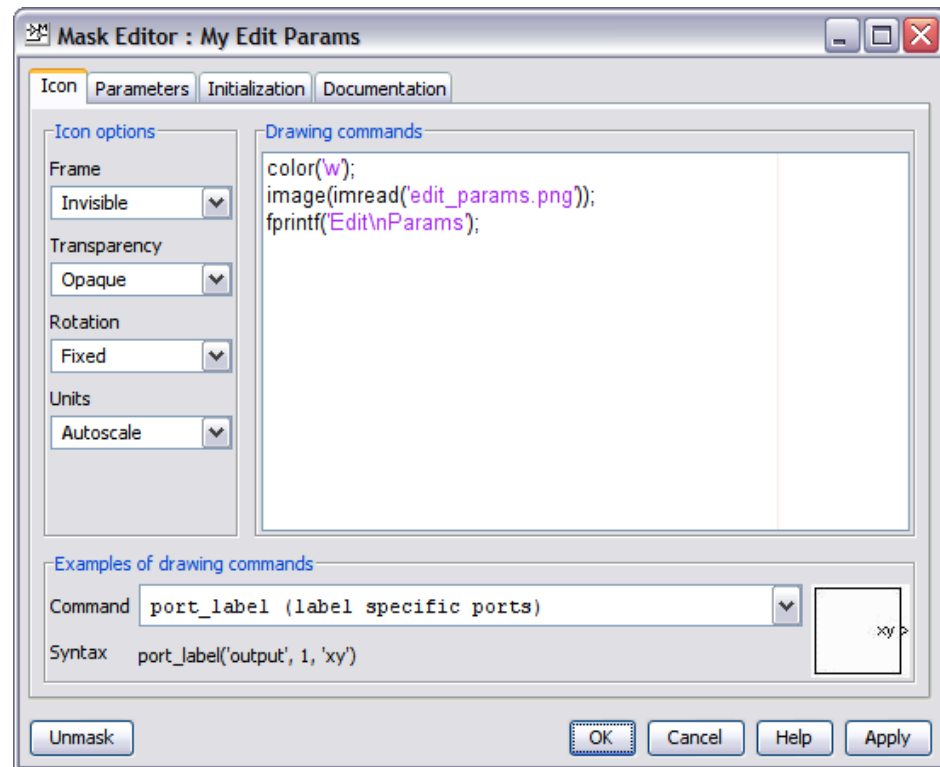 Mask Editor : My Edit Params
Icon Parameters Initialization Documentation
Icon options
Frame
Invisible
Transparency
Opaque
Rotation
Fixed
Units
Autoscale
Drawing commands
color('w');
image(imread('edit_params.png'));
fprintf('Edit\nParams');
Examples of drawing commands
Command port_label (label specific ports)
Syntax port_label('output', 1, 'xy')
xy
Unmask OK Cancel Help Apply